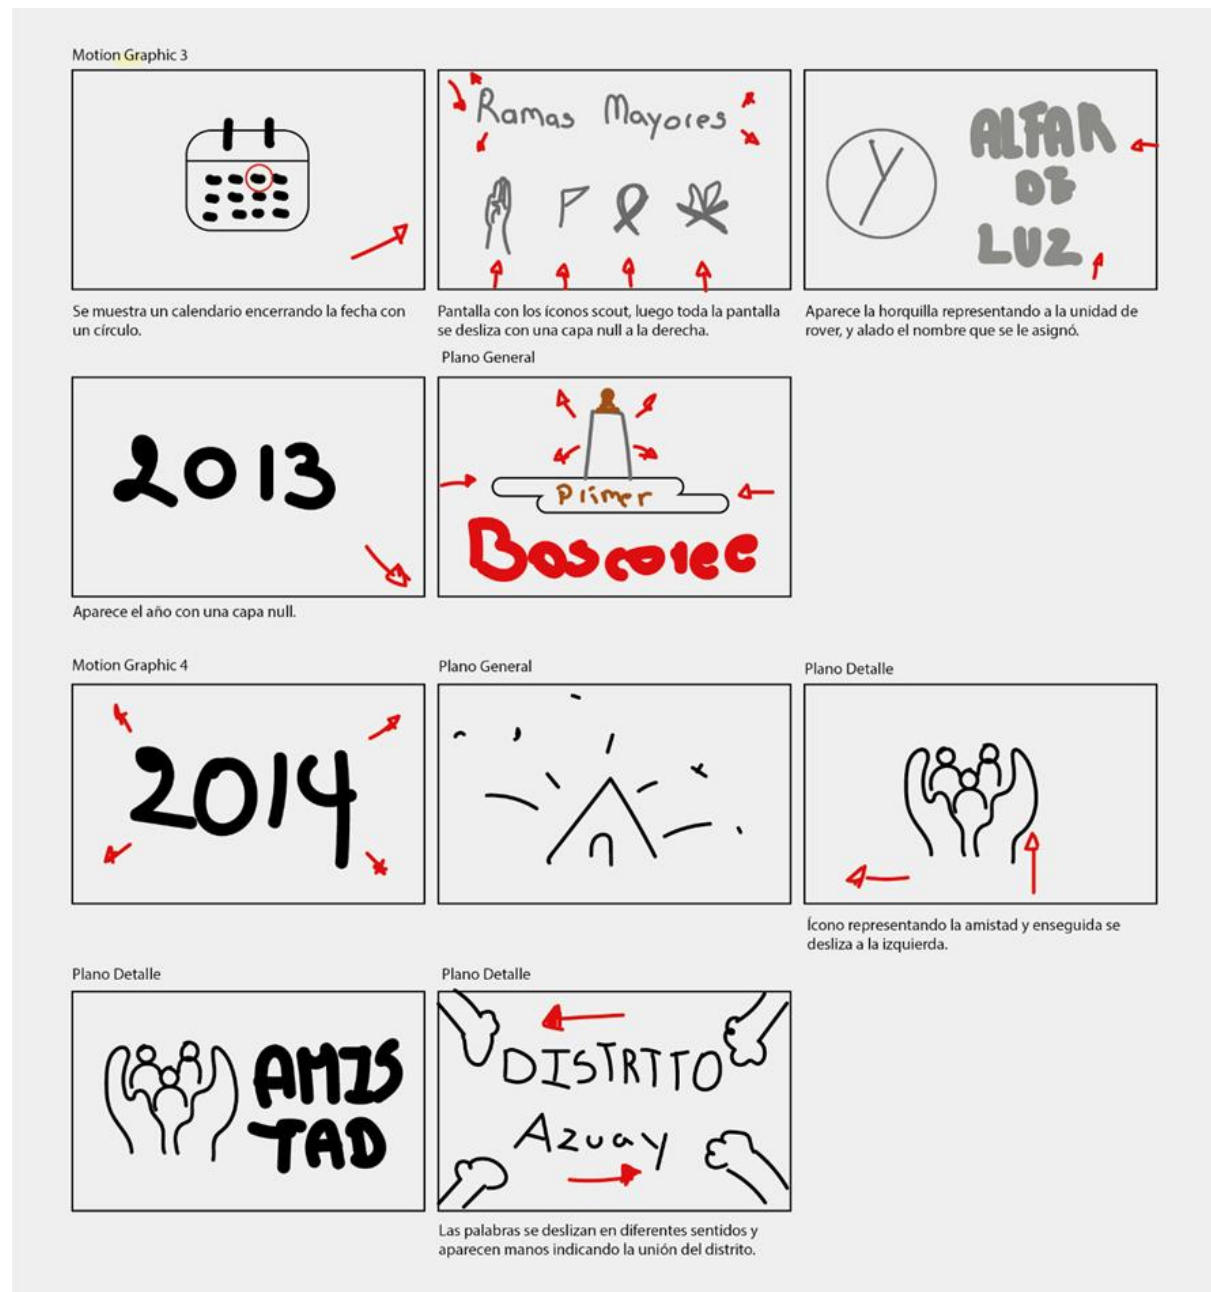 Motion Graphic 3
Ramas Mayores
ALFAR
DE
LUZ
Se muestra un calendario encerrando la fecha con
un círculo.
Pantalla con los íconos scout, luego toda la pantalla
se desliza con una capa null a la derecha.
Aparece la horquilla representando a la unidad de
rover, y alado el nombre que se le asignó.
Plano General
2013
Primer
Boscoree
Aparece el año con una capa null.
Motion Graphic 4
Plano General
Plano Detalle
2014
Ícono representando la amistad y enseguida se
desliza a la izquierda.
Plano Detalle
Plano Detalle
AMIS
TAD
DISTRITO
Azuay
Las palabras se deslizan en diferentes sentidos y
aparecen manos indicando la unión del distrito.